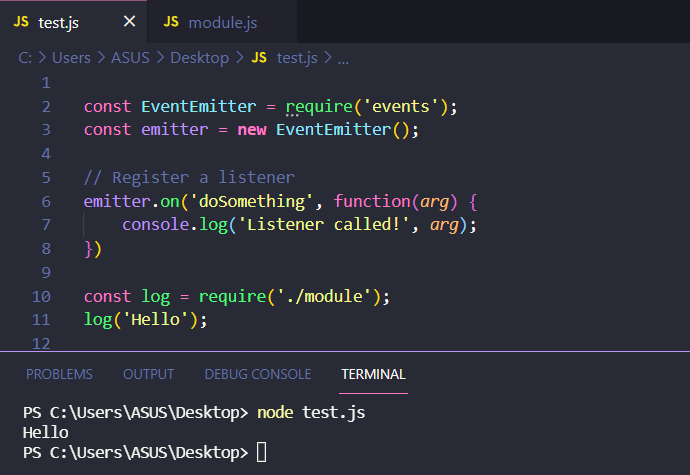 JS test.js × JS module.js
C: > Users > ASUS > Desktop > JS test.js > ...
1
2 const EventEmitter = require('events');
3 const emitter = new EventEmitter();
4
5 // Register a listener
6 emitter.on('doSomething', function(arg) {
7     console.log('Listener called!', arg);
8 })
9
10 const log = require('./module');
11 log('Hello');
12
PROBLEMS OUTPUT DEBUG CONSOLE TERMINAL
PS C:\Users\ASUS\Desktop> node test.js
Hello
PS C:\Users\ASUS\Desktop>